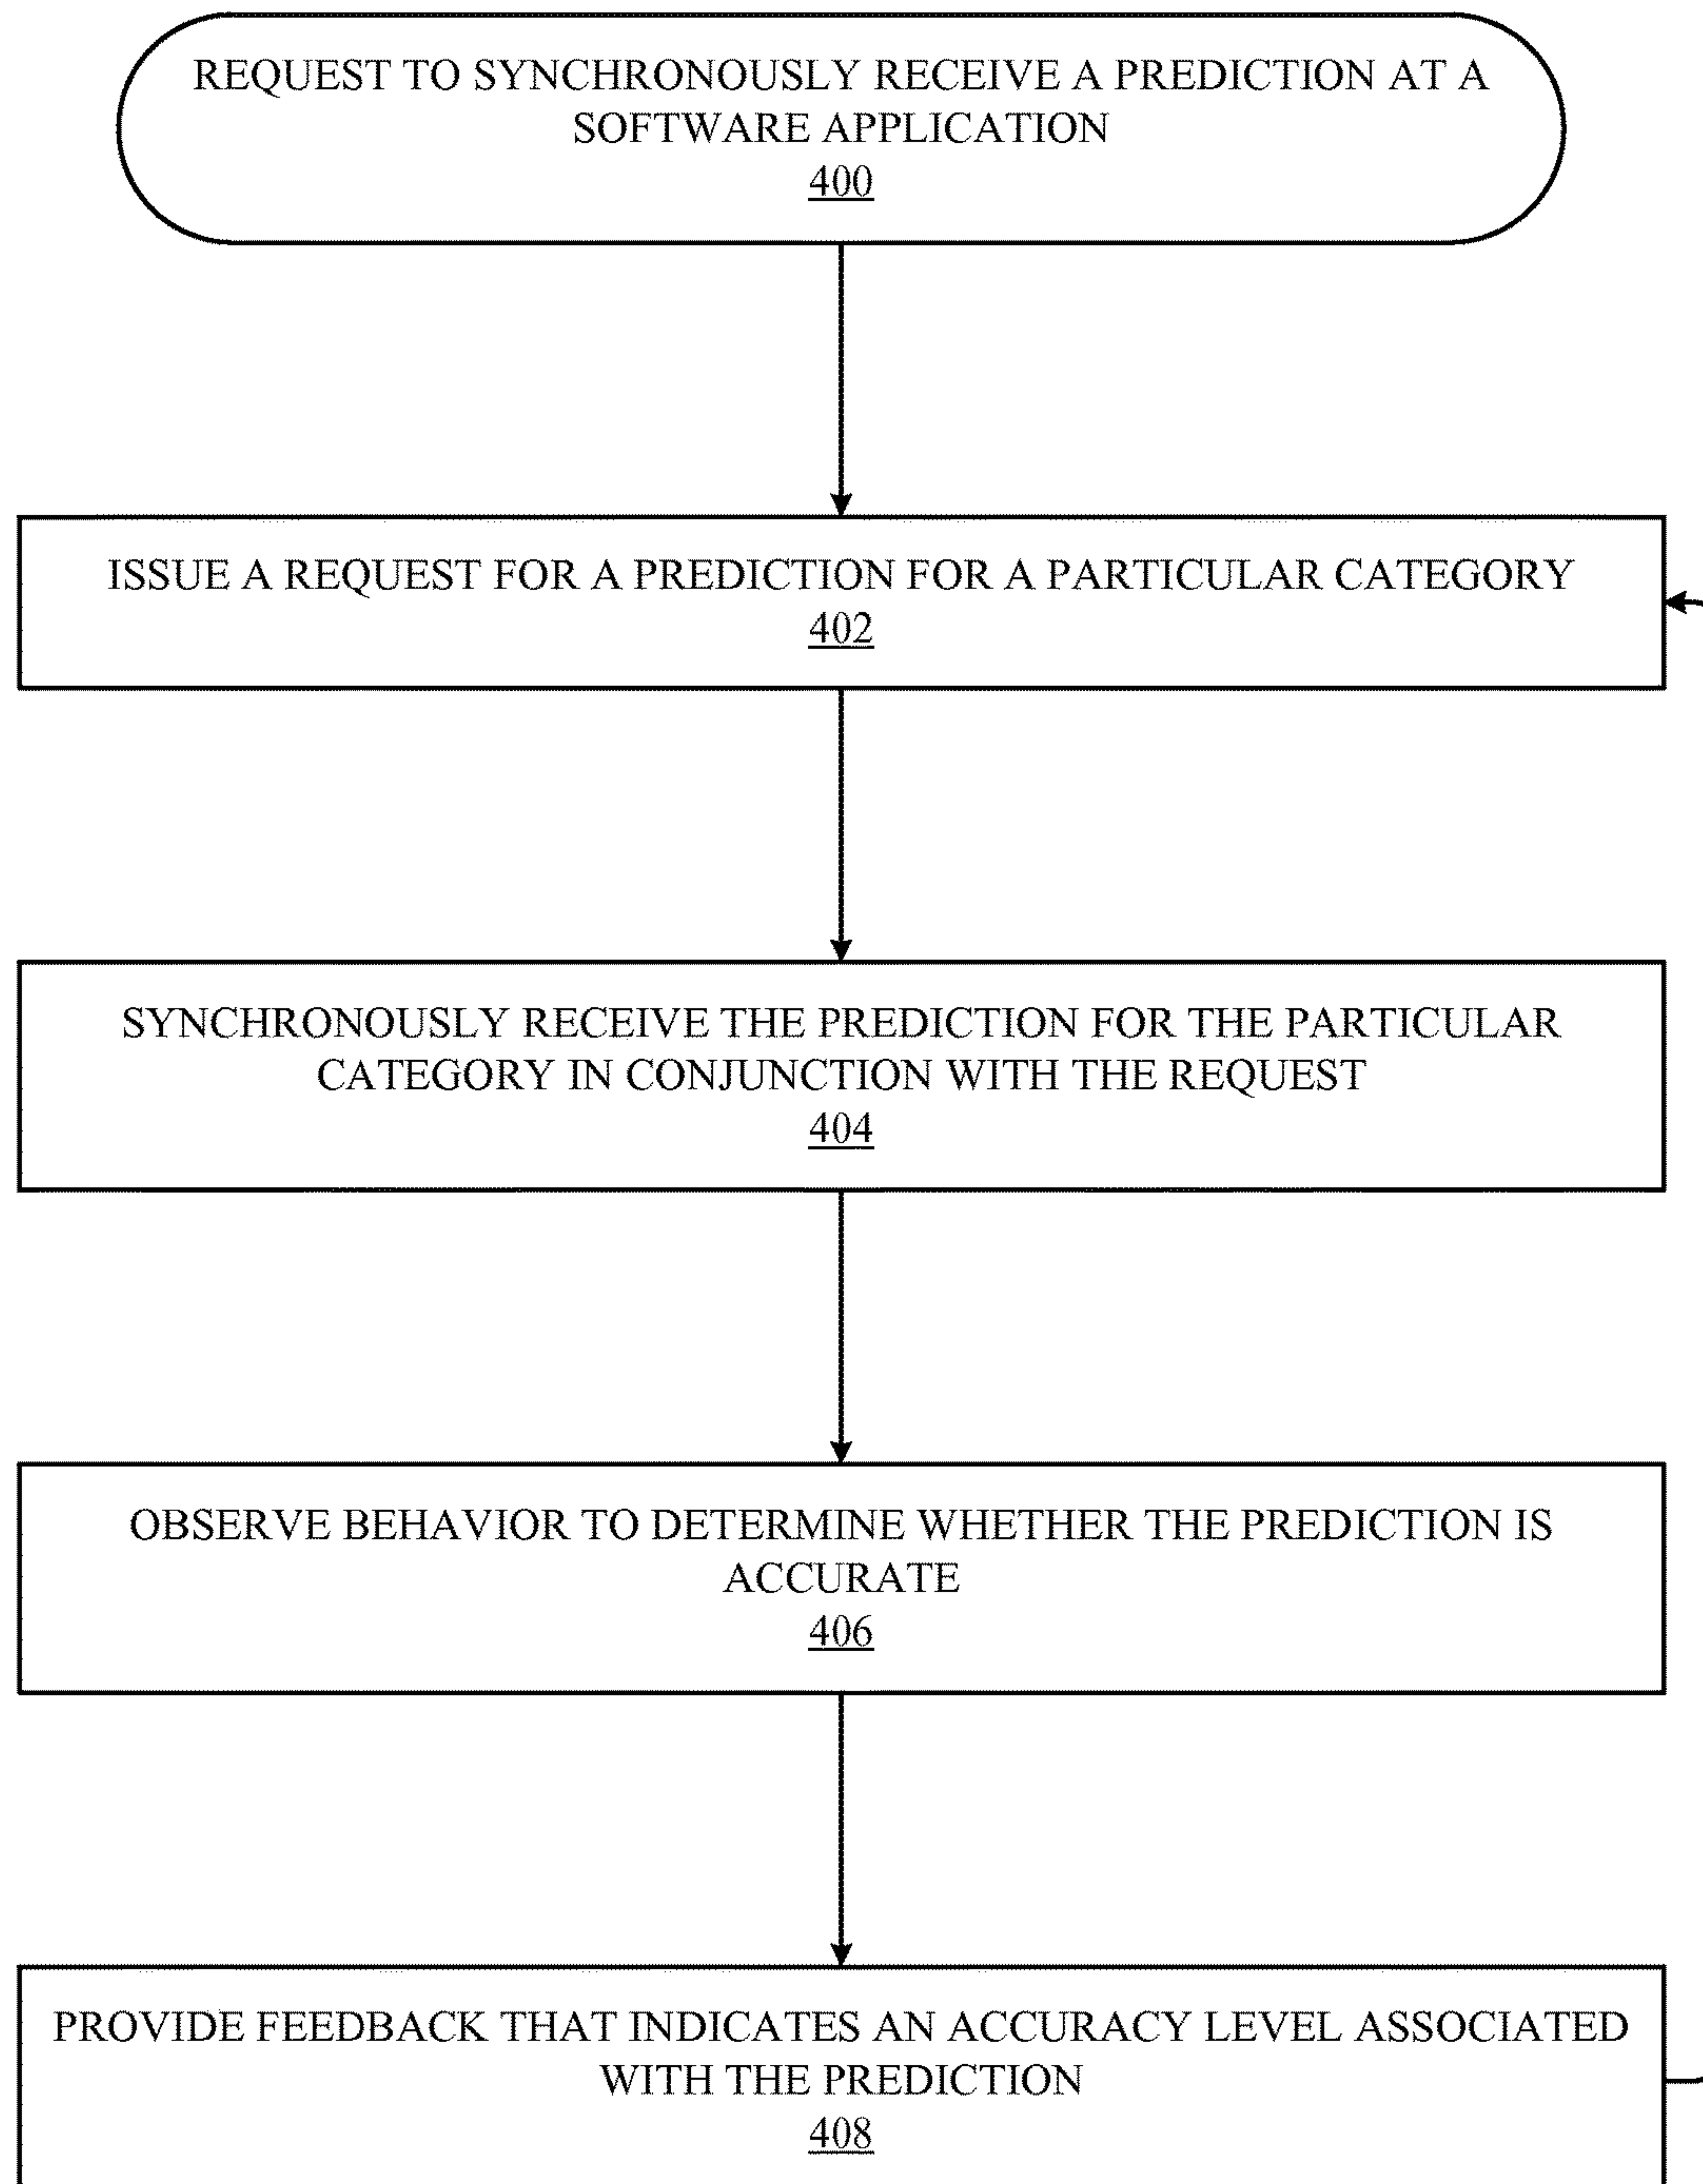 REQUEST TO SYNCHRONOUSLY RECEIVE A PREDICTION AT A
SOFTWARE APPLICATION
400
ISSUE A REQUEST FOR A PREDICTION FOR A PARTICULAR CATEGORY
402
SYNCHRONOUSLY RECEIVE THE PREDICTION FOR THE PARTICULAR
CATEGORY IN CONJUNCTION WITH THE REQUEST
404
OBSERVE BEHAVIOR TO DETERMINE WHETHER THE PREDICTION IS
ACCURATE
406
PROVIDE FEEDBACK THAT INDICATES AN ACCURACY LEVEL ASSOCIATED
WITH THE PREDICTION
408